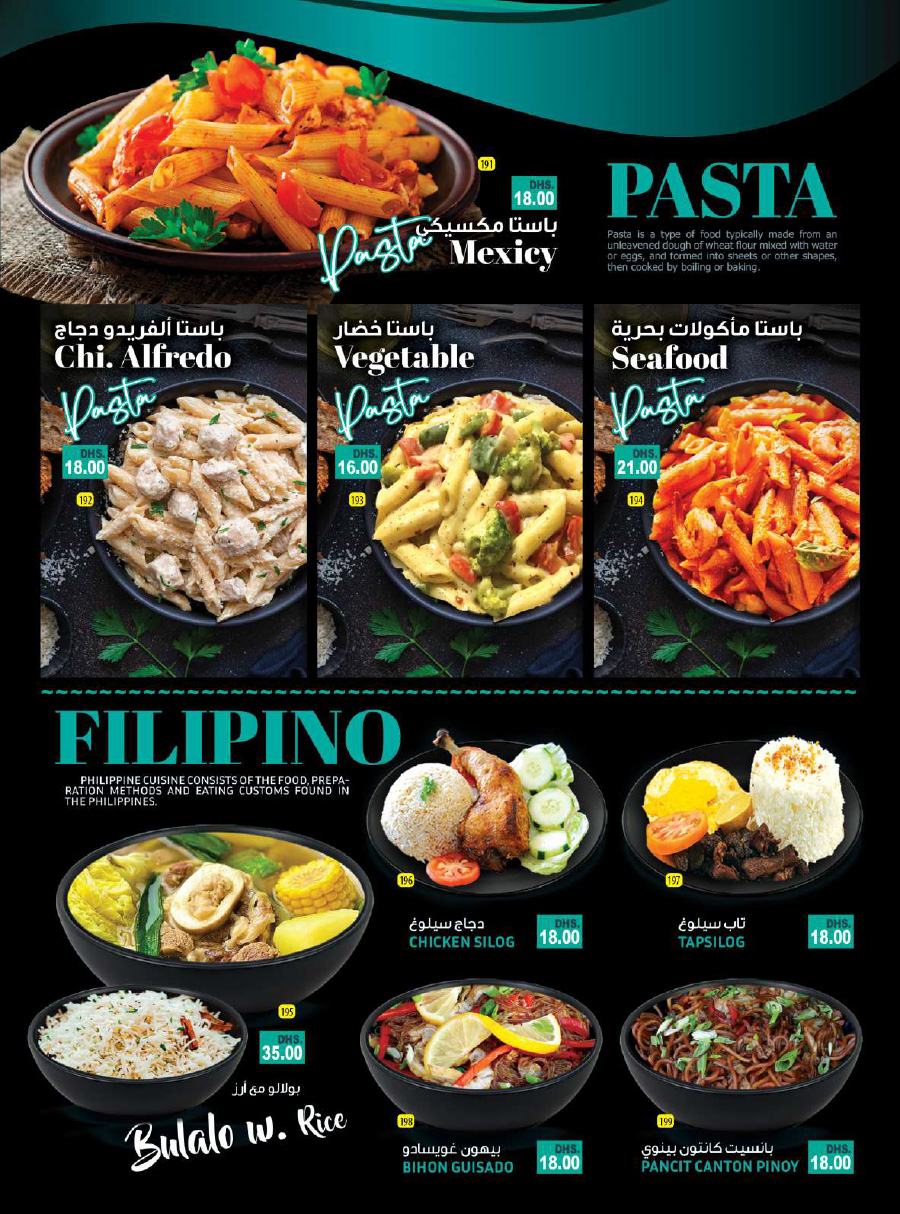 191
DHS.
18.00
باستا مكسيكي
Pasta
Mexicy
PASTA
Pasta is a type of food typically made from an
unleavened dough of wheat flour mixed with water
or eggs, and formed into sheets or other shapes,
then cooked by boiling or baking.
باستا ألفريدو دجاج
Chi. Alfredo
Pasta
DHS.
18.00
192
باستا خضار
Vegetable
Pasta
DHS.
16.00
193
باستا مأكولات بحرية
Seafood
Pasta
DHS.
21.00
194
FILIPINO
PHILIPPINE CUISINE CONSISTS OF THE FOOD, PREPA-
RATION METHODS AND EATING CUSTOMS FOUND IN
THE PHILIPPINES.
195
DHS.
35.00
بولالو مع أرز
Bulalo w. Rice
196
دجاج سيلوغ
CHICKEN SILOG
DHS.
18.00
197
تاب سيلوغ
TAPSILOG
DHS.
18.00
198
بيهون غويسادو
BIHON GUISADO
DHS.
18.00
199
بانسيت كانتون بينوي
PANCIT CANTON PINOY
DHS.
18.00